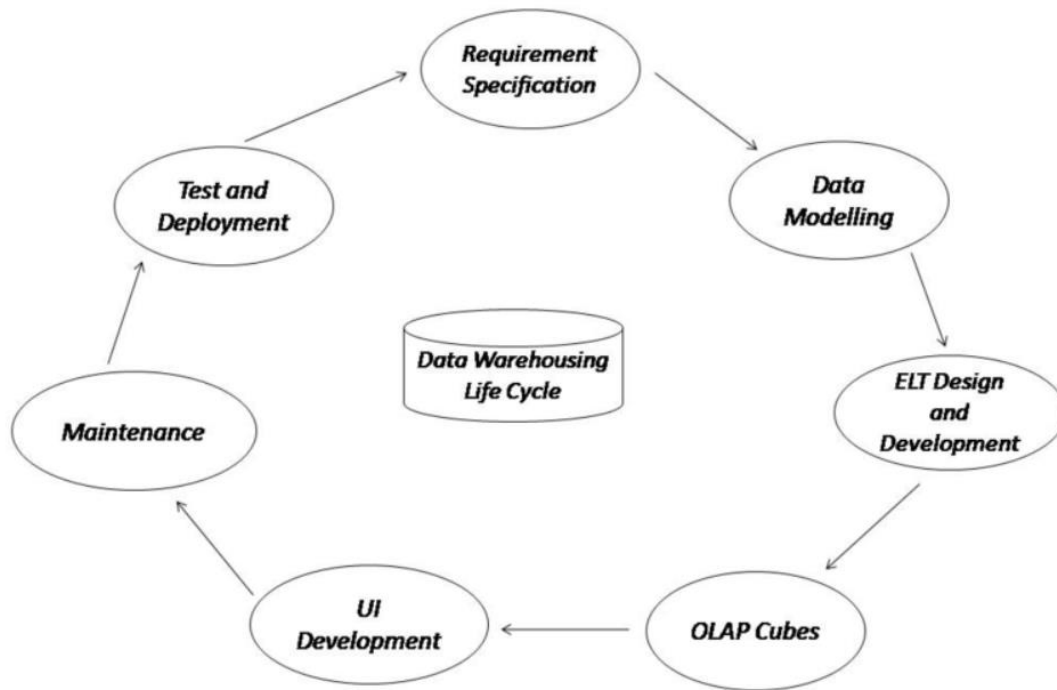 Requirement
Specification
Data
Modelling
ELT Design
and
Development
OLAP Cubes
UI
Development
Maintenance
Test and
Deployment
Data Warehousing
Life Cycle